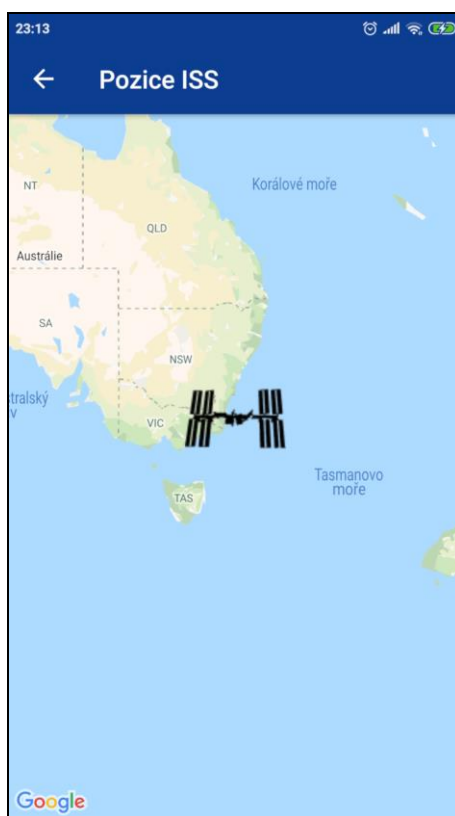 23:13
Pozice ISS
Korálové moře
NT
QLD
Austrálie
SA
NSW
tralský
v
VIC
Tasmanovo
moře
TAS
Google